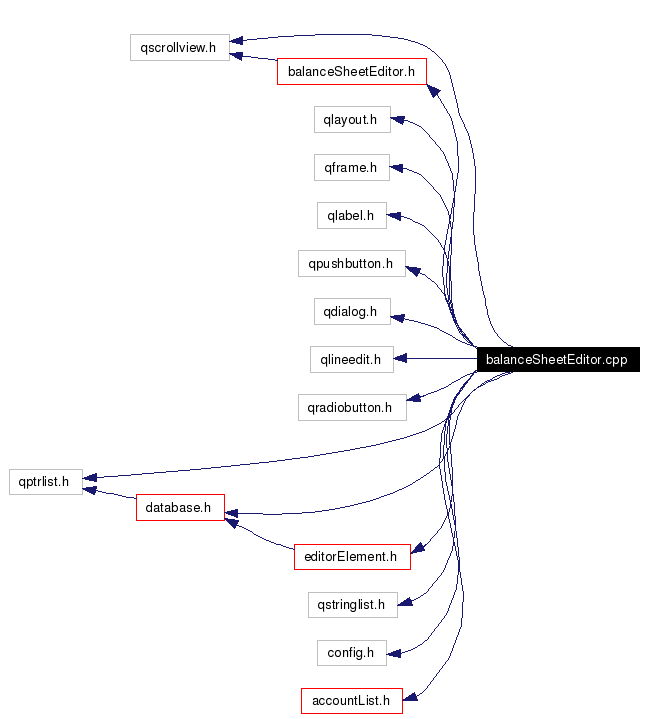 qscrollview.h
balanceSheetEditor.h
qlayout.h
qframe.h
qlabel.h
qpushbutton.h
qdialog.h
qlineedit.h
balanceSheetEditor.cpp
qradiobutton.h
qptrlist.h
database.h
editorElement.h
qstringlist.h
config.h
accountList.h